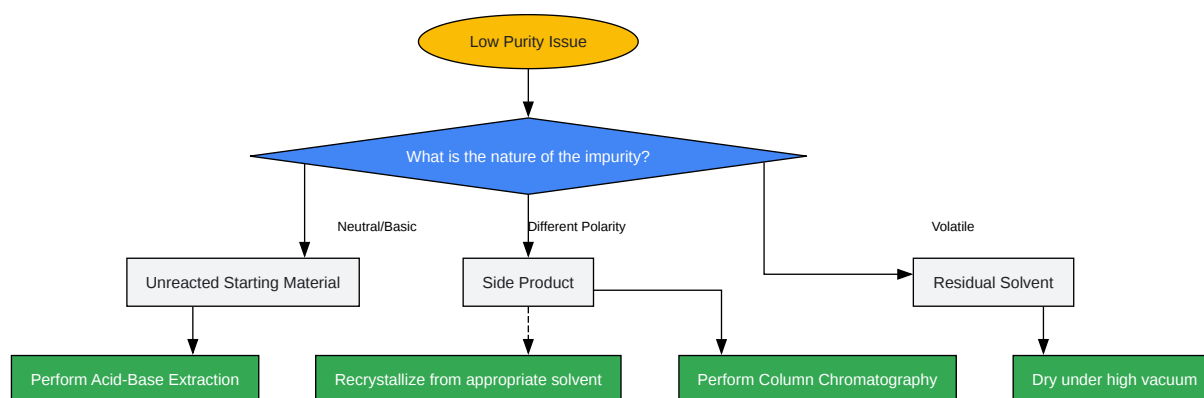 Low Purity Issue
What is the nature of the impurity?
Neutral/Basic
Different Polarity
Volatile
Unreacted Starting Material
Side Product
Residual Solvent
Perform Acid-Base Extraction
Recrystallize from appropriate solvent
Perform Column Chromatography
Dry under high vacuum